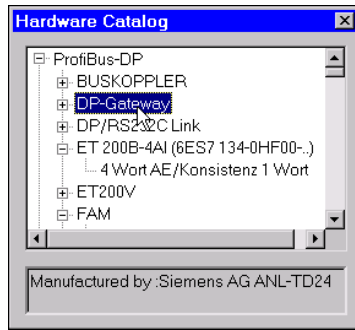 Hardware Catalog
ProfiBus-DP
BUSKOPPLER
DP-Gateway
DP/RS232C Link
ET 200B-4AI (6ES7 134-0HF00-..)
4 Wort AE/Konsistenz 1 Wort
ET200V
FAM
Manufactured by :Siemens AG ANL-TD24